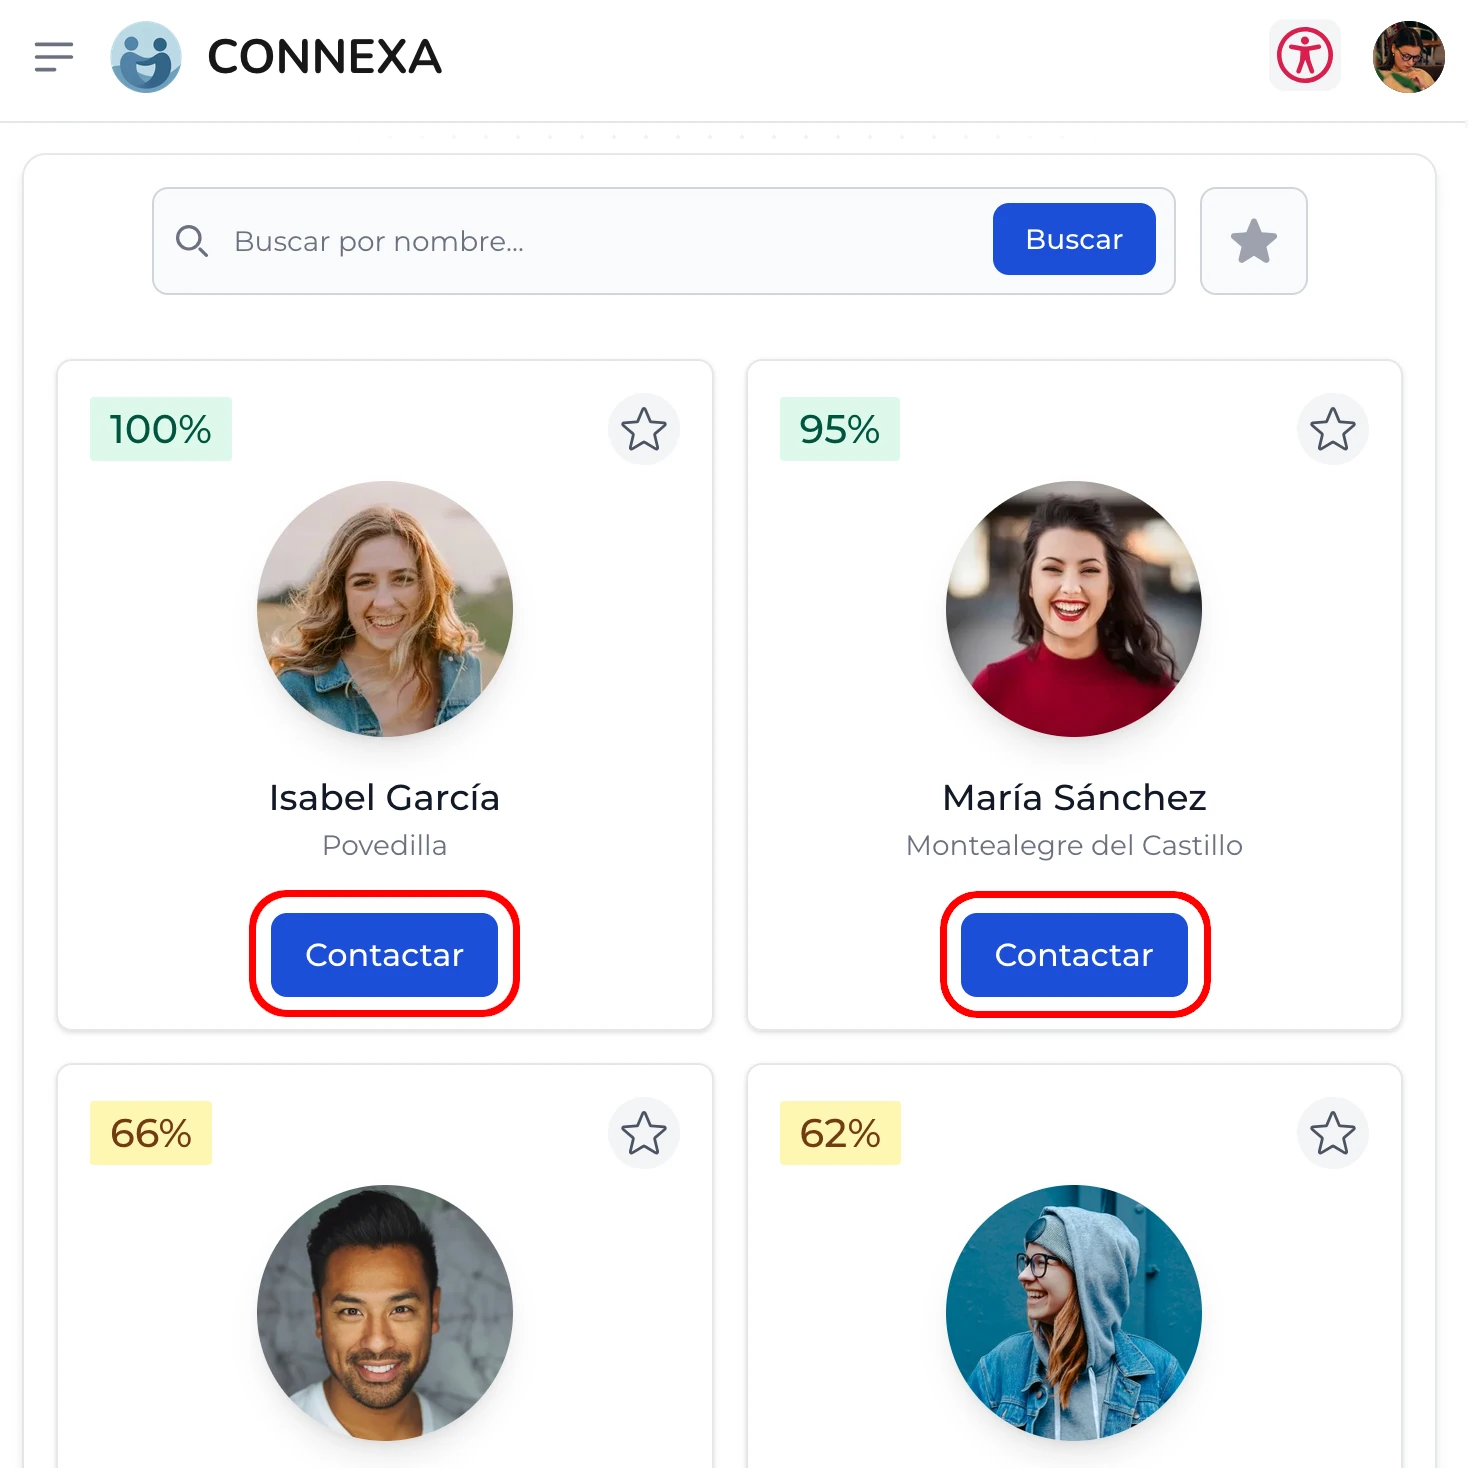 CONNEXA
Buscar por nombre...
Buscar
100%
95%
Isabel García
María Sánchez
Povedilla
Montealegre del Castillo
Contactar
Contactar
66%
62%